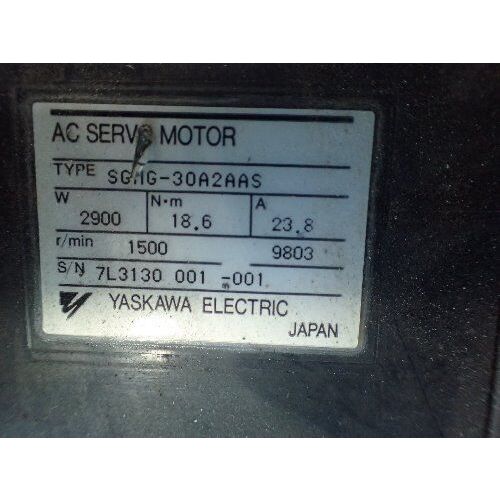 AC SERVO MOTOR
TYPE SGMG-30A2AAS
W N·m A
2900 18.6 23.8
r/min 1500 9803
S/N 7L3130 001 -001
YASKAWA ELECTRIC
JAPAN